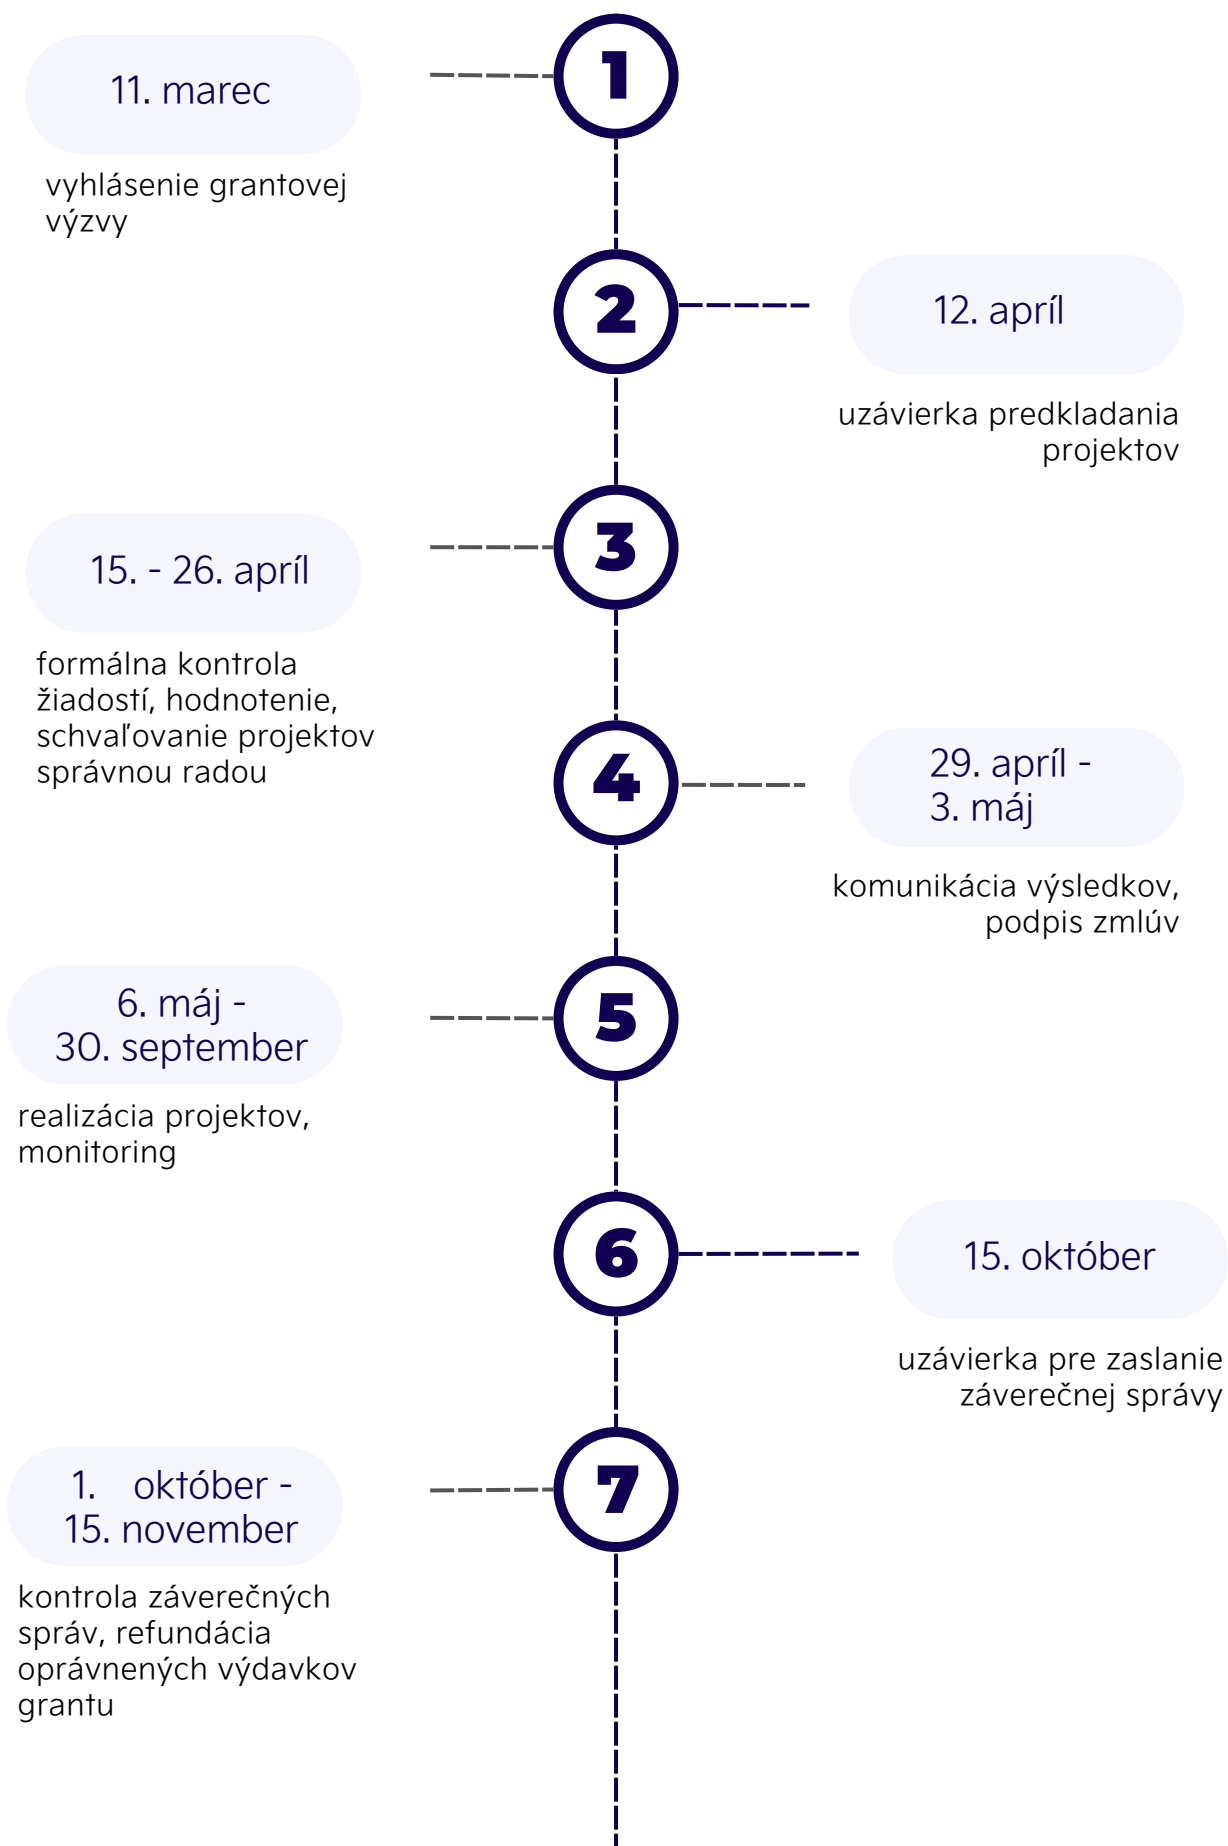 1
11. marec
vyhlásenie grantovej
výzvy
2
12. apríl
uzávierka predkladania
projektov
3
15. - 26. apríl
formálna kontrola
žiadostí, hodnotenie,
schvaľovanie projektov
správnou radou
4
29. apríl -
3. máj
komunikácia výsledkov,
podpis zmlúv
5
6. máj -
30. september
realizácia projektov,
monitoring
6
15. október
uzávierka pre zaslanie
záverečnej správy
7
1. október -
15. november
kontrola záverečných
správ, refundácia
oprávnených výdavkov
grantu